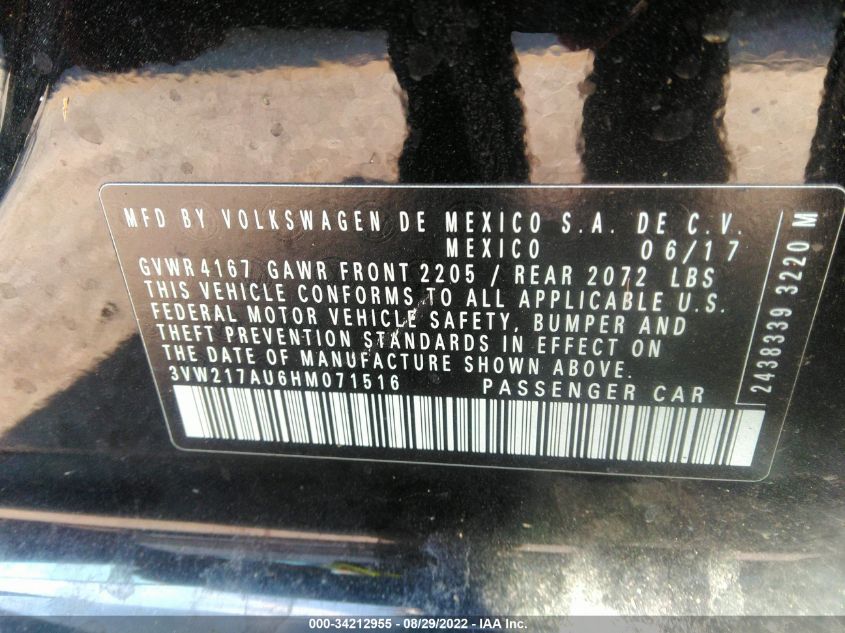 MFD BY VOLKSWAGEN DE MEXICO S.A. DE C.V.
MEXICO 06/17
GVWR 4167 GAWR FRONT 2205 / REAR 2072 LBS
THIS VEHICLE CONFORMS TO ALL APPLICABLE U.S.
FEDERAL MOTOR VEHICLE SAFETY, BUMPER AND
THEFT PREVENTION STANDARDS IN EFFECT ON
THE DATE OF MANUFACTURE SHOWN ABOVE.
3VW217AU6HM071516 PASSENGER CAR
2438339 3220 M
000-34212955 - 08/29/2022 - IAA Inc.